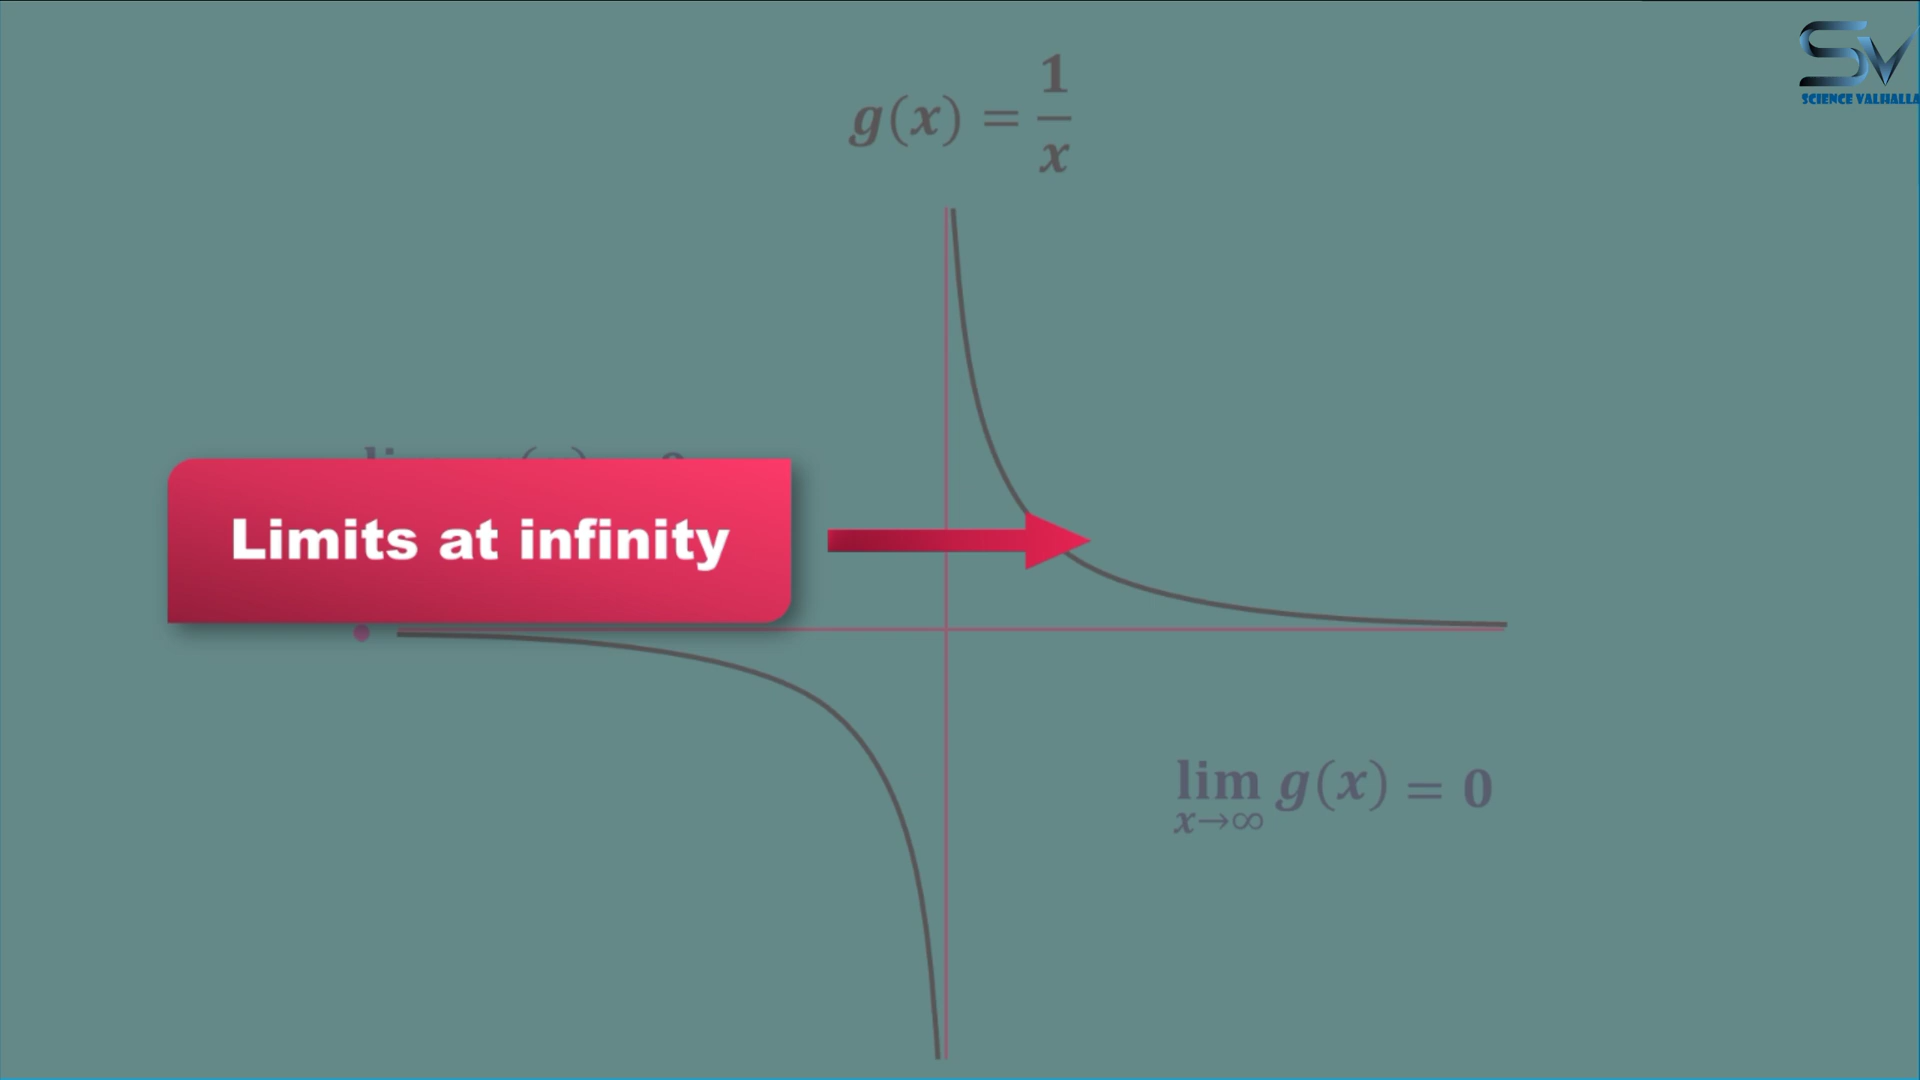 SCIENCE VALHALLA
g(x) = 1/x
Limits at infinity
lim g(x) = 0
x→∞